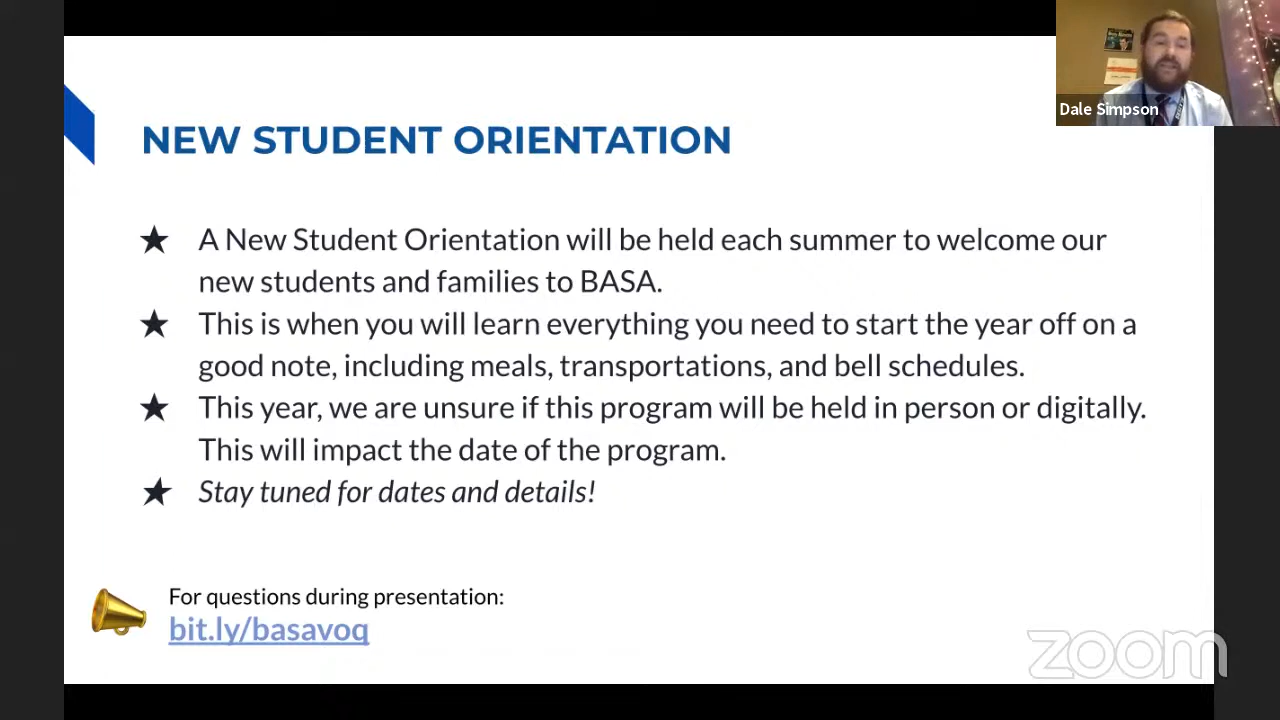 Dale Simpson
NEW STUDENT ORIENTATION
★ A New Student Orientation will be held each summer to welcome our
new students and families to BASA.
★ This is when you will learn everything you need to start the year off on a
good note, including meals, transportations, and bell schedules.
★ This year, we are unsure if this program will be held in person or digitally.
This will impact the date of the program.
★ Stay tuned for dates and details!
For questions during presentation:
bit.ly/basavoq
zoom